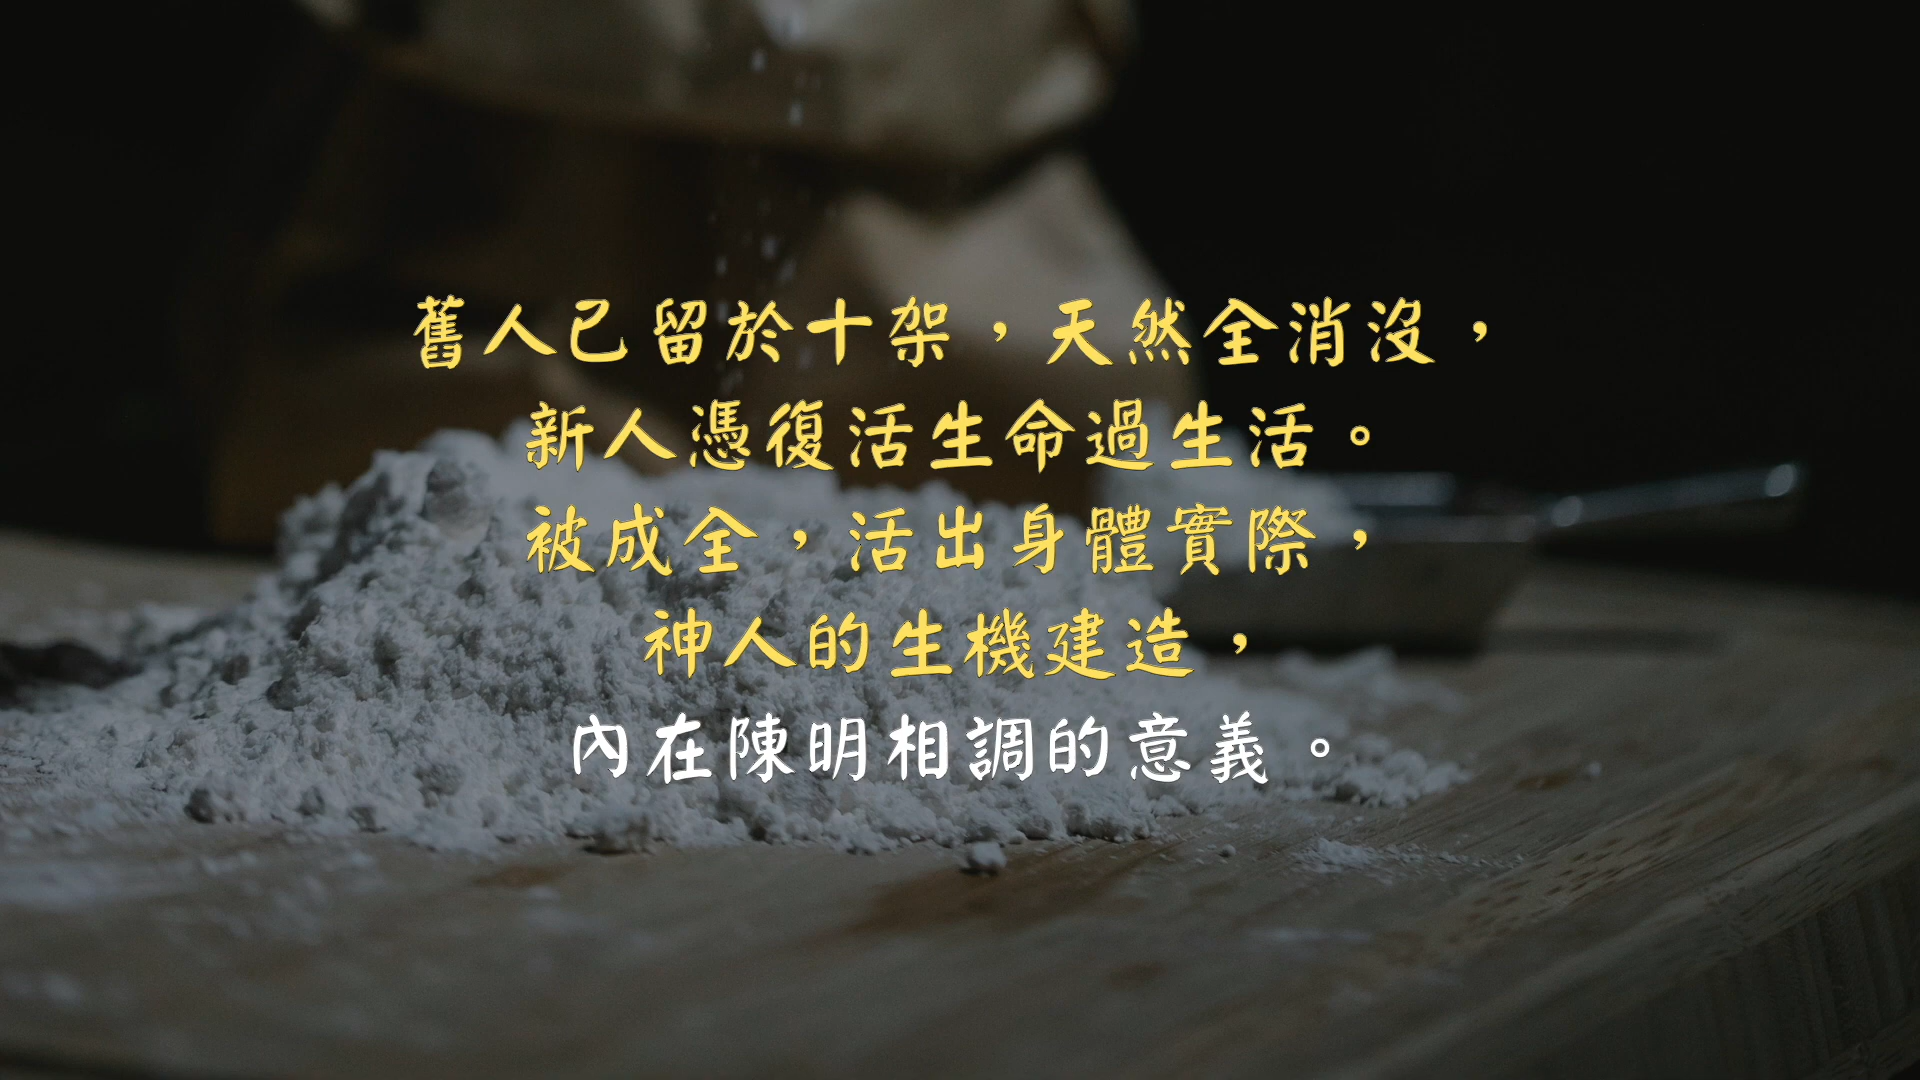 舊人已留於十架，天然全消沒，
新人憑復活生命過生活。
被成全，活出身體實際，
神人的生機建造，
內在陳明相調的意義。